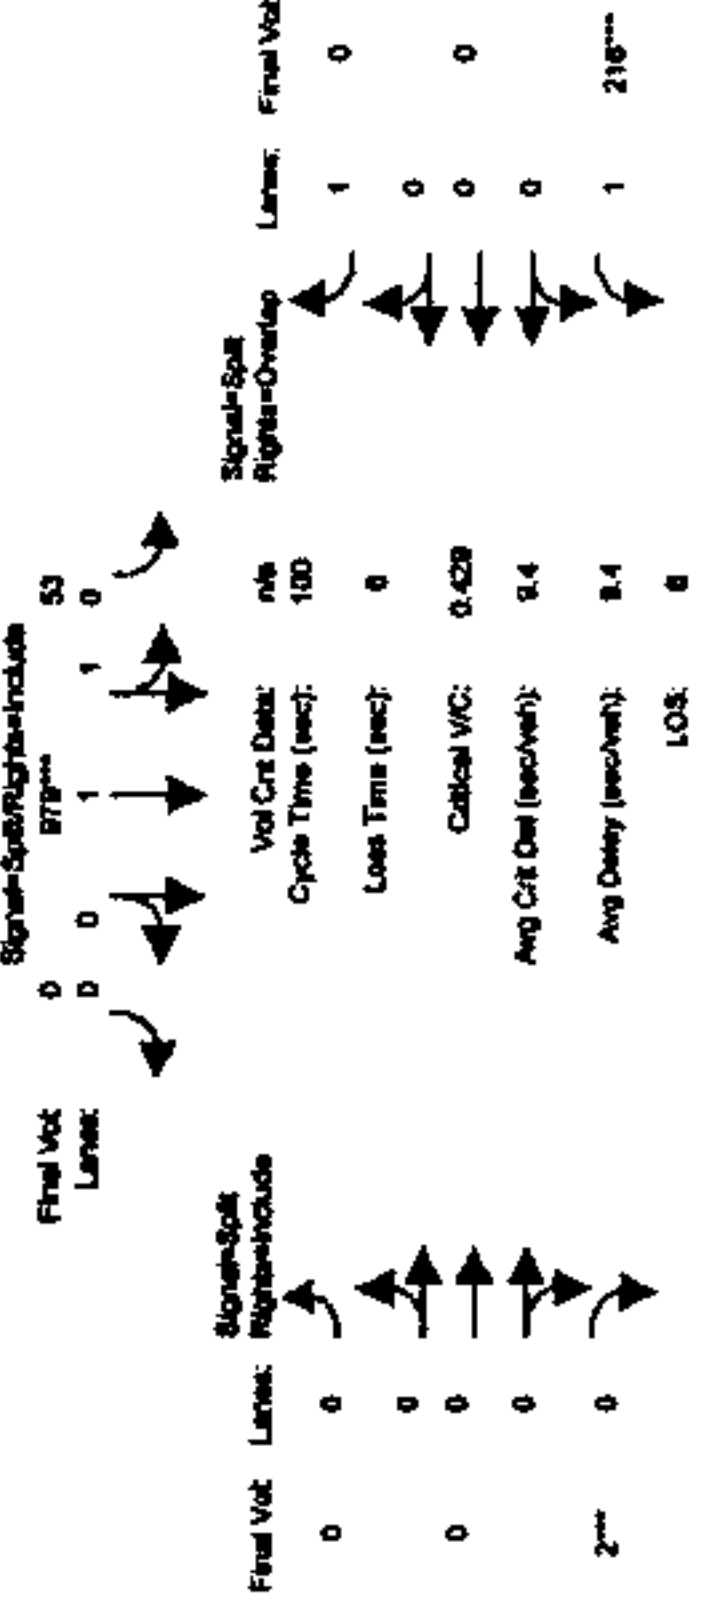 Signal=Split/Rights=Include
Final Vol: 0 979*** 53
Lanes: 0 0 1 1 0
Signal=Split Signal=Split
Final Vol: Lanes: Rights=Include Vol Cnt Date: n/a Rights=Overlap Lanes: Final Vol:
Cycle Time (sec): 100
0 0 1 0
Loss Time (sec):
0 0
0 0 Critical V/C: 0.429 0 0
0 Avg Crit Del (sec/veh): 9.4 0
2*** 0 Avg Delay (sec/veh): 1 216***
LOS: